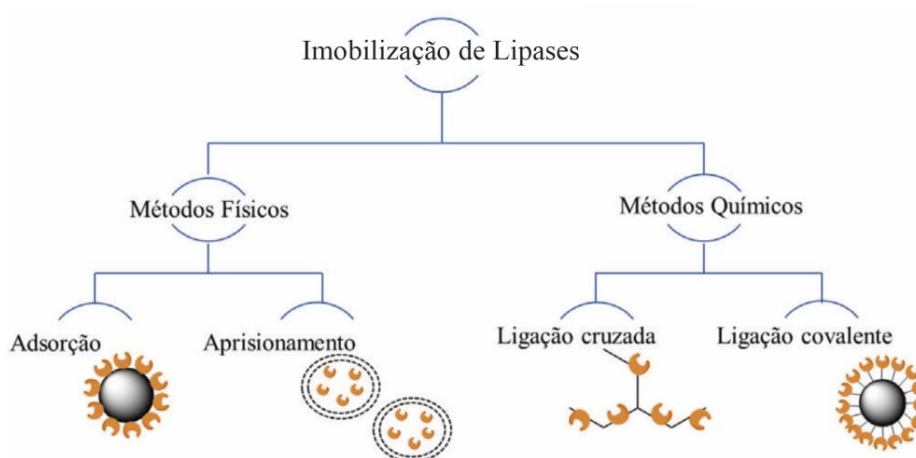 Imobilização de Lipases
Métodos Físicos
Métodos Químicos
Adsorção
Aprisionamento
Ligação cruzada
Ligação covalente